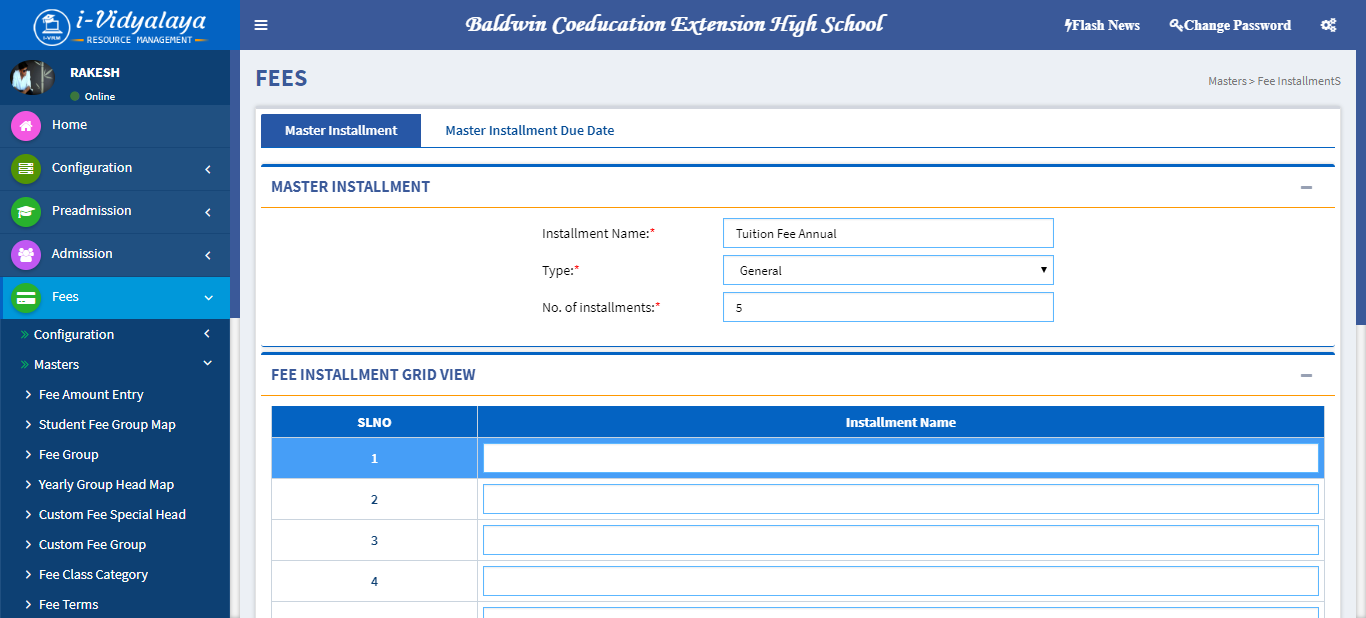 i-Vidyalaya
i-VRM
RESOURCE MANAGEMENT
Baldwin Coeducation Extension High School
Flash News
Change Password
RAKESH
Online
Home
Configuration
Preadmission
Admission
Fees
Configuration
Masters
Fee Amount Entry
Student Fee Group Map
Fee Group
Yearly Group Head Map
Custom Fee Special Head
Custom Fee Group
Fee Class Category
Fee Terms
FEES
Masters > Fee InstallmentS
Master Installment
Master Installment Due Date
MASTER INSTALLMENT
Installment Name:* Tuition Fee Annual
Type:* General
No. of installments:* 5
FEE INSTALLMENT GRID VIEW
SLNO Installment Name
1
2
3
4